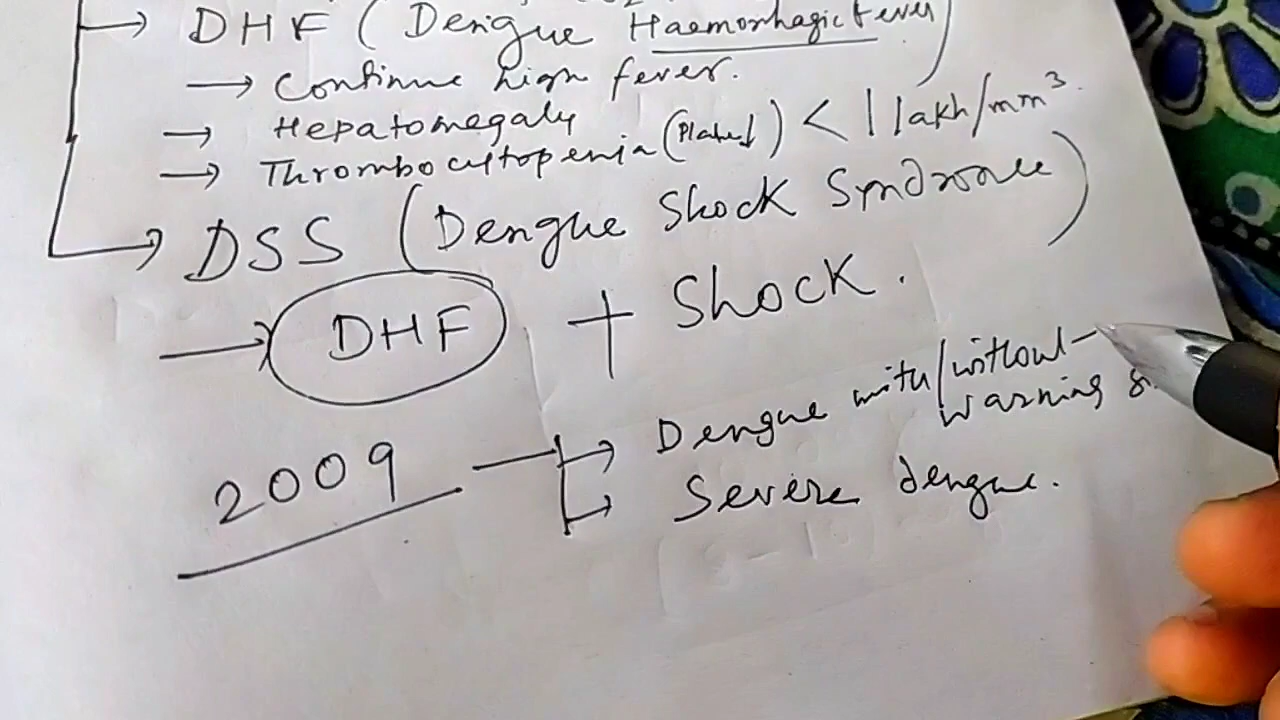 → DHF ( Dengue Haemorrhagic Fever )
→ Continue high fever.
→ Hepatomegaly
→ Thrombocytopenia (Platelet) < 1 lakh/mm³.
→ DSS ( Dengue Shock Syndrome )
→ DHF + Shock.
2009 → Dengue with/without
warning
→ Severe dengue.